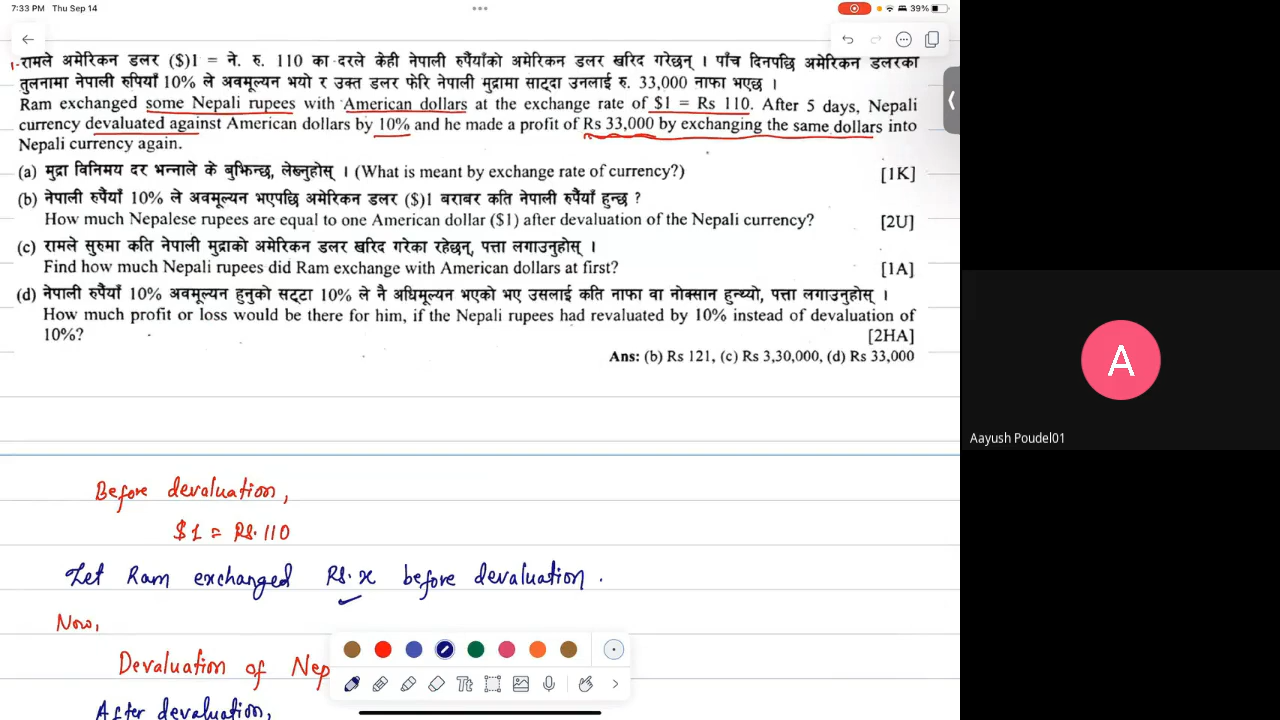 7:33 PM Thu Sep 14
39%
1. रामले अमेरिकन डलर ($)1 = ने. रु. 110 का दरले केही नेपाली रुपैँयाँको अमेरिकन डलर खरिद गरेछन् । पाँच दिनपछि अमेरिकन डलरका
तुलनामा नेपाली रुपियाँ 10% ले अवमूल्यन भयो र उक्त डलर फेरि नेपाली मुद्रामा साट्दा उनलाई रु. 33,000 नाफा भएछ ।
Ram exchanged some Nepali rupees with American dollars at the exchange rate of $1 = Rs 110. After 5 days, Nepali
currency devaluated against American dollars by 10% and he made a profit of Rs 33,000 by exchanging the same dollars into
Nepali currency again.
(a) मुद्रा विनिमय दर भन्नाले के बुझिन्छ, लेख्नुहोस् । (What is meant by exchange rate of currency?) [1K]
(b) नेपाली रुपैँयाँ 10% ले अवमूल्यन भएपछि अमेरिकन डलर ($)1 बराबर कति नेपाली रुपैँयाँ हुन्छ ?
How much Nepalese rupees are equal to one American dollar ($1) after devaluation of the Nepali currency? [2U]
(c) रामले सुरुमा कति नेपाली मुद्राको अमेरिकन डलर खरिद गरेका रहेछन्, पत्ता लगाउनुहोस् ।
Find how much Nepali rupees did Ram exchange with American dollars at first? [1A]
(d) नेपाली रुपैँयाँ 10% अवमूल्यन हुनुको सट्टा 10% ले नै अधिमूल्यन भएको भए उसलाई कति नाफा वा नोक्सान हुन्थ्यो, पत्ता लगाउनुहोस् ।
How much profit or loss would be there for him, if the Nepali rupees had revaluated by 10% instead of devaluation of
10%? [2HA]
Ans: (b) Rs 121, (c) Rs 3,30,000, (d) Rs 33,000
Before devaluation,
$1 = Rs. 110
Let Ram exchanged Rs. x before devaluation.
Now,
Devaluation of Nep
After devaluation,
Tt
A
Aayush Poudel01